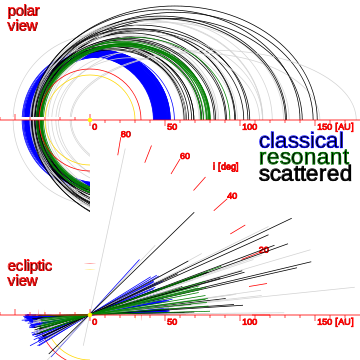 polar
view
0 50 100 150 [AU]
80
60
i [deg]
40
20
classical
resonant
scattered
ecliptic
view
0 50 100 150 [AU]